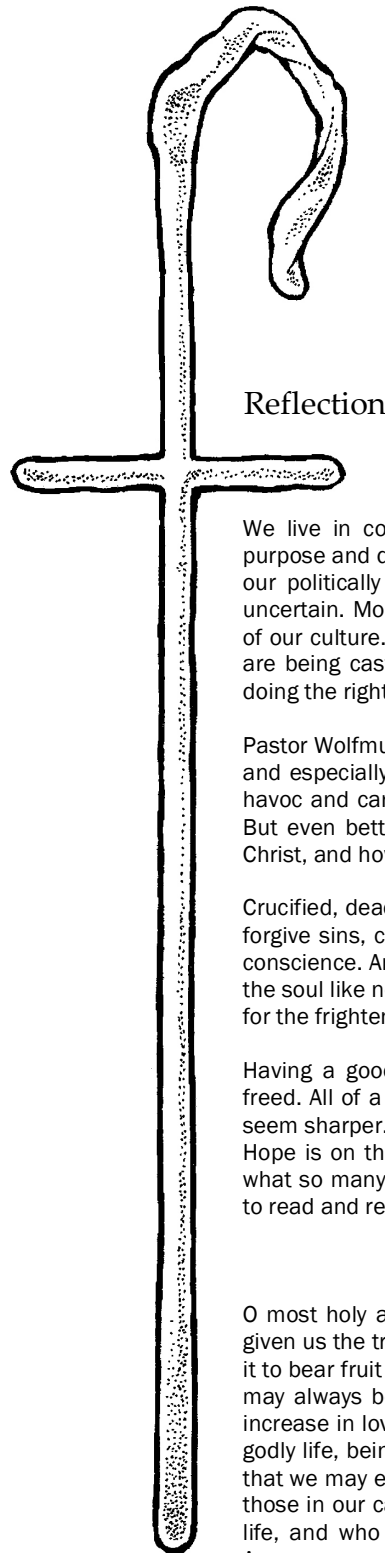 Reflection
We live in co
purpose and
our politically
uncertain. Mo
of our culture.
are being cas
doing the right
Pastor Wolfmu
and especially
havoc and car
But even bett
Christ, and ho
Crucified, dea
forgive sins, c
conscience. A
the soul like n
for the frighte
Having a goo
freed. All of a
seem sharper.
Hope is on th
what so many
to read and re
O most holy a
given us the tr
it to bear fruit
may always b
increase in lov
godly life, bein
that we may e
those in our ca
life, and who